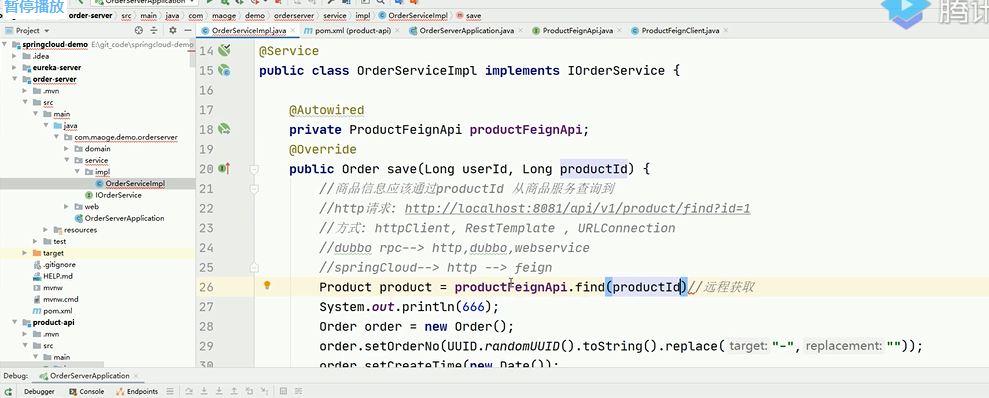 暂停播放
order-server src main java com maoge demo orderserver service impl OrderServiceImpl save
腾讯
Project
OrderServiceImpl.java pom.xml (product-api) OrderServerApplication.java ProductFeignApi.java ProductFeignClient.java
springcloud-demo E:\git_code\springcloud-demo
.idea
eureka-server
order-server
.mvn
src
main
java
com.maoge.demo.orderserver
domain
service
impl
OrderServiceImpl
IOrderService
web
OrderServerApplication
resources
test
target
.gitignore
HELP.md
mvnw
mvnw.cmd
pom.xml
product-api
.mvn
src
main
14 @Service
15 public class OrderServiceImpl implements IOrderService {
16
17 @Autowired
18 private ProductFeignApi productFeignApi;
19 @Override
20 public Order save(Long userId, Long productId) {
21 //商品信息应该通过productId 从商品服务查询到
22 //http请求: http://localhost:8081/api/v1/product/find?id=1
23 //方式: httpClient, RestTemplate , URLConnection
24 //dubbo rpc--> http,dubbo,webservice
25 //springCloud--> http --> feign
26 Product product = productFeignApi.find(productId)//远程获取
27 System.out.println(666);
28 Order order = new Order();
29 order.setOrderNo(UUID.randomUUID().toString().replace( target: "-", replacement: ""));
order.setCreateTime(new Date());
Debug: OrderServerApplication
Debugger Console Endpoints